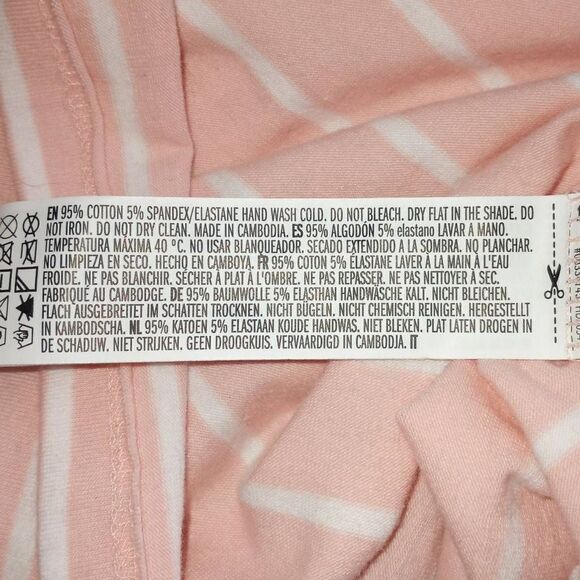 EN 95% COTTON 5% SPANDEX/ELASTANE HAND WASH COLD. DO NOT BLEACH. DRY FLAT IN THE SHADE. DO
NOT IRON. DO NOT DRY CLEAN. MADE IN CAMBODIA. ES 95% ALGODÓN 5% elastano LAVAR A MANO.
TEMPERATURA MÁXIMA 40 °C. NO USAR BLANQUEADOR. SECADO EXTENDIDO A LA SOMBRA. NO PLANCHAR.
NO LIMPIEZA EN SECO. HECHO EN CAMBOYA. FR 95% COTON 5% ÉLASTANE LAVER À LA MAIN À L'EAU
FROIDE. NE PAS BLANCHIR. SÉCHER À PLAT À L'OMBRE. NE PAS REPASSER. NE PAS NETTOYER À SEC.
FABRIQUÉ AU CAMBODGE. DE 95% BAUMWOLLE 5% ELASTHAN HANDWÄSCHE KALT. NICHT BLEICHEN.
FLACH AUSGEBREITET IM SCHATTEN TROCKNEN. NICHT BÜGELN. NICHT CHEMISCH REINIGEN. HERGESTELLT
IN KAMBODSCHA. NL 95% KATOEN 5% ELASTAAN KOUDE HANDWAS. NIET BLEKEN. PLAT LATEN DROGEN IN
DE SCHADUW. NIET STRIJKEN. GEEN DROOGKUIS. VERVAARDIGD IN CAMBODJA. IT